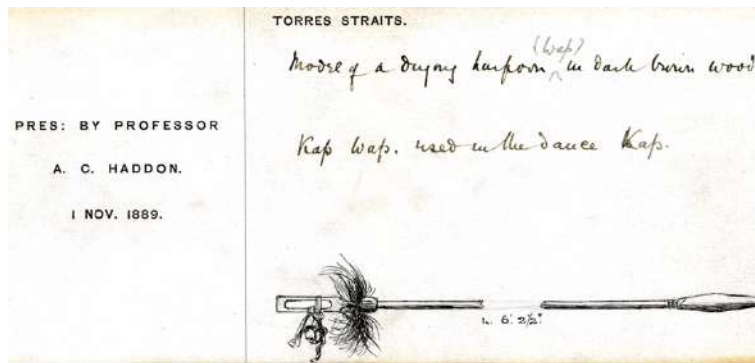 PRES: BY PROFESSOR
A. C. HADDON.
1 NOV. 1889.
TORRES STRAITS.
(Wap)
Model of a dugong harpoon ^ in dark brown wood
Kap Wap. used in the dance Kap.
L. 6' 2½"